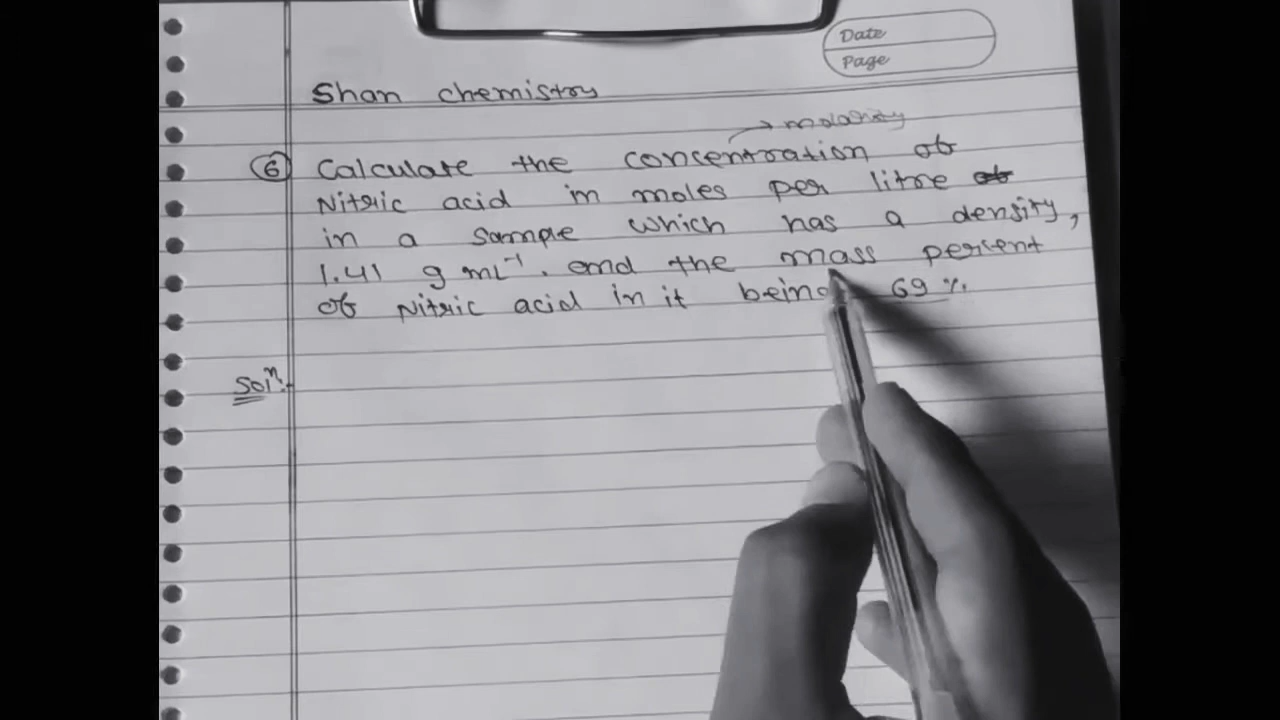 Date
Page
Shan chemistry
→ molarity
6 Calculate the concentration of
Nitric acid in moles per litre of
in a sample which has a density,
1.41 g mL⁻¹. and the mass percent
of Nitric acid in it being 69 %.
Solⁿ:-